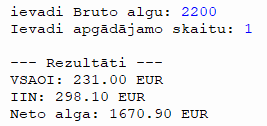 ievadi Bruto algu: 2200
Ievadi apgādājamo skaitu: 1
--- Rezultāti ---
VSAOI: 231.00 EUR
IIN: 298.10 EUR
Neto alga: 1670.90 EUR